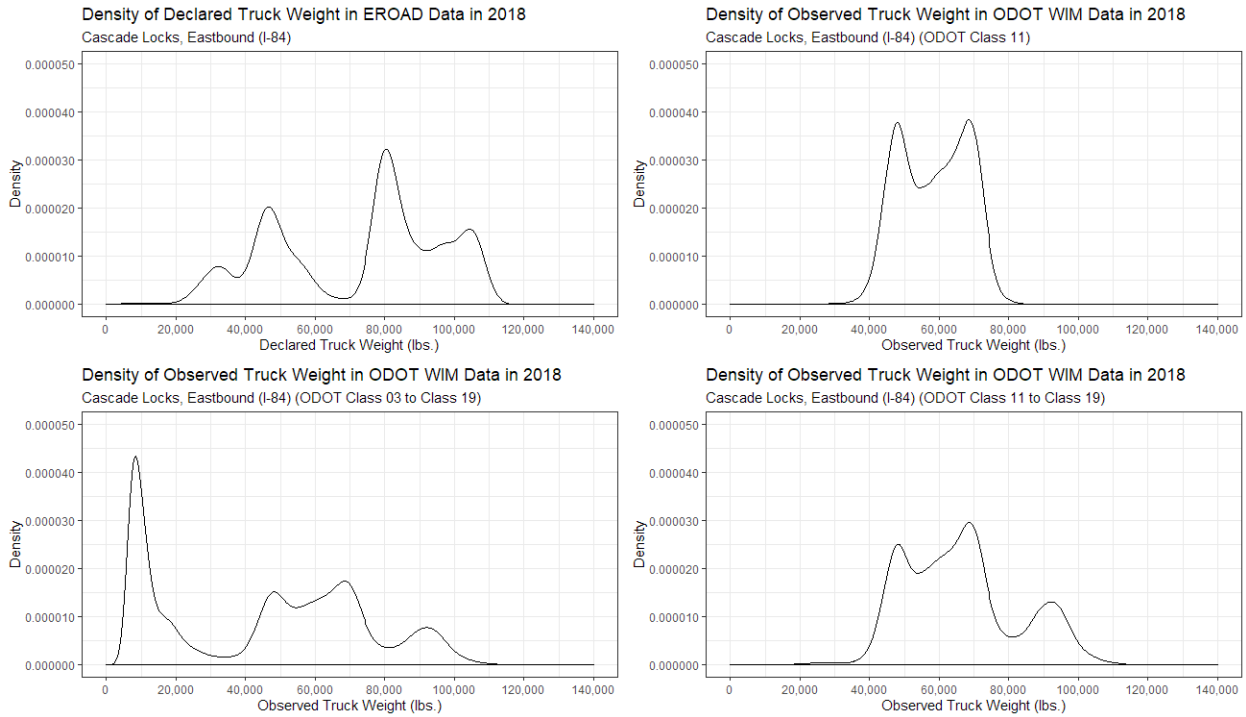 Density of Declared Truck Weight in EROAD Data in 2018
Cascade Locks, Eastbound (I-84)
0.000050
0.000040
0.000030
0.000020
0.000010
0.000000
Density
0 20,000 40,000 60,000 80,000 100,000 120,000 140,000
Declared Truck Weight (lbs.)
Density of Observed Truck Weight in ODOT WIM Data in 2018
Cascade Locks, Eastbound (I-84) (ODOT Class 11)
0.000050
0.000040
0.000030
0.000020
0.000010
0.000000
Density
0 20,000 40,000 60,000 80,000 100,000 120,000 140,000
Observed Truck Weight (lbs.)
Density of Observed Truck Weight in ODOT WIM Data in 2018
Cascade Locks, Eastbound (I-84) (ODOT Class 03 to Class 19)
0.000050
0.000040
0.000030
0.000020
0.000010
0.000000
Density
0 20,000 40,000 60,000 80,000 100,000 120,000 140,000
Observed Truck Weight (lbs.)
Density of Observed Truck Weight in ODOT WIM Data in 2018
Cascade Locks, Eastbound (I-84) (ODOT Class 11 to Class 19)
0.000050
0.000040
0.000030
0.000020
0.000010
0.000000
Density
0 20,000 40,000 60,000 80,000 100,000 120,000 140,000
Observed Truck Weight (lbs.)